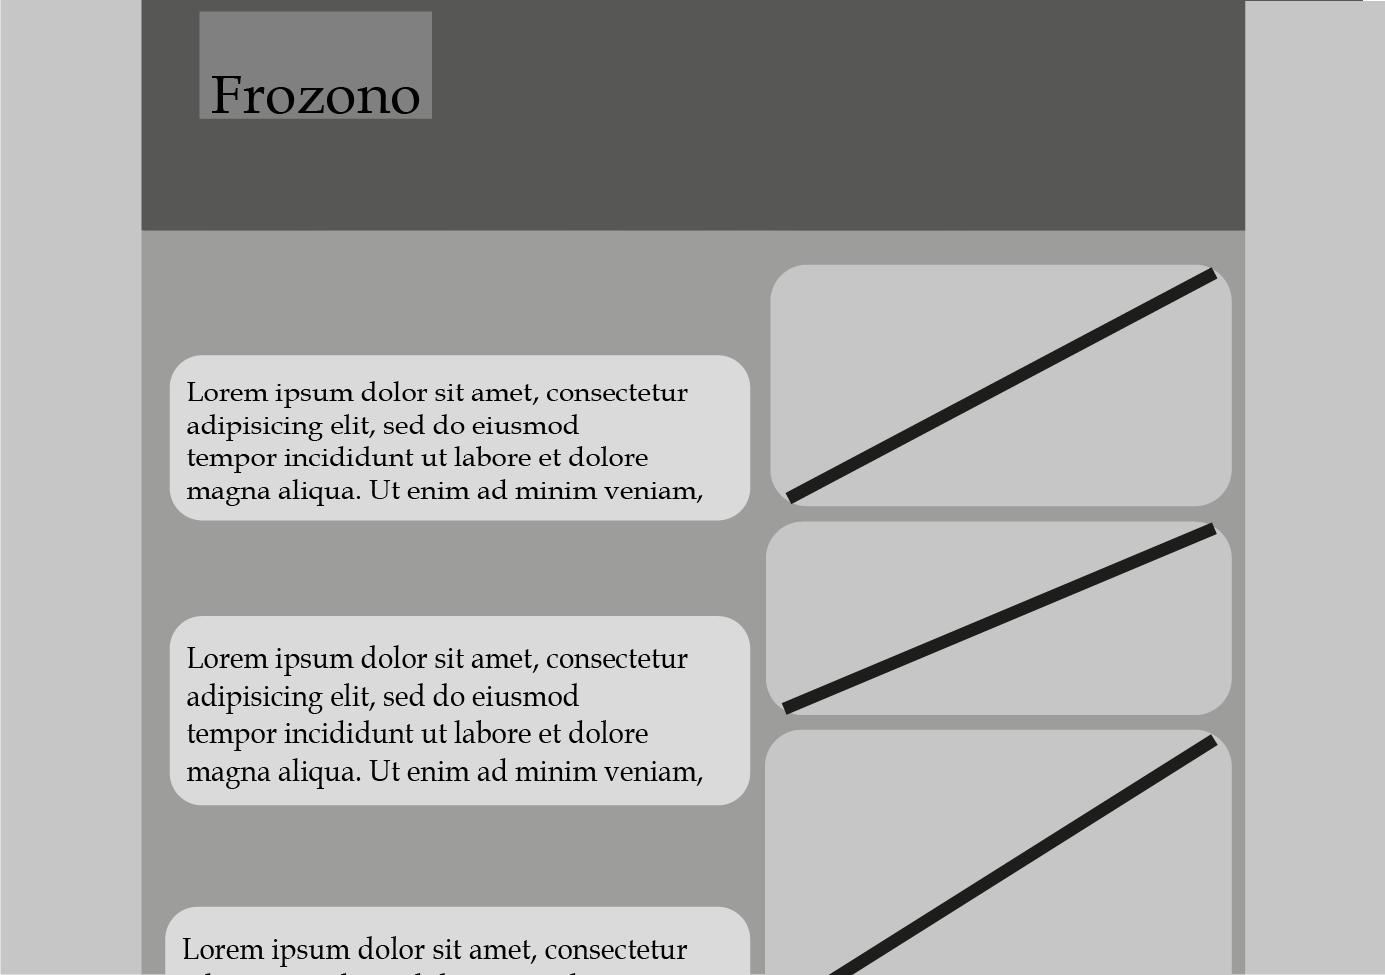 Frozono
Lorem ipsum dolor sit amet, consectetur
adipisicing elit, sed do eiusmod
tempor incididunt ut labore et dolore
magna aliqua. Ut enim ad minim veniam,
Lorem ipsum dolor sit amet, consectetur
adipisicing elit, sed do eiusmod
tempor incididunt ut labore et dolore
magna aliqua. Ut enim ad minim veniam,
Lorem ipsum dolor sit amet, consectetur